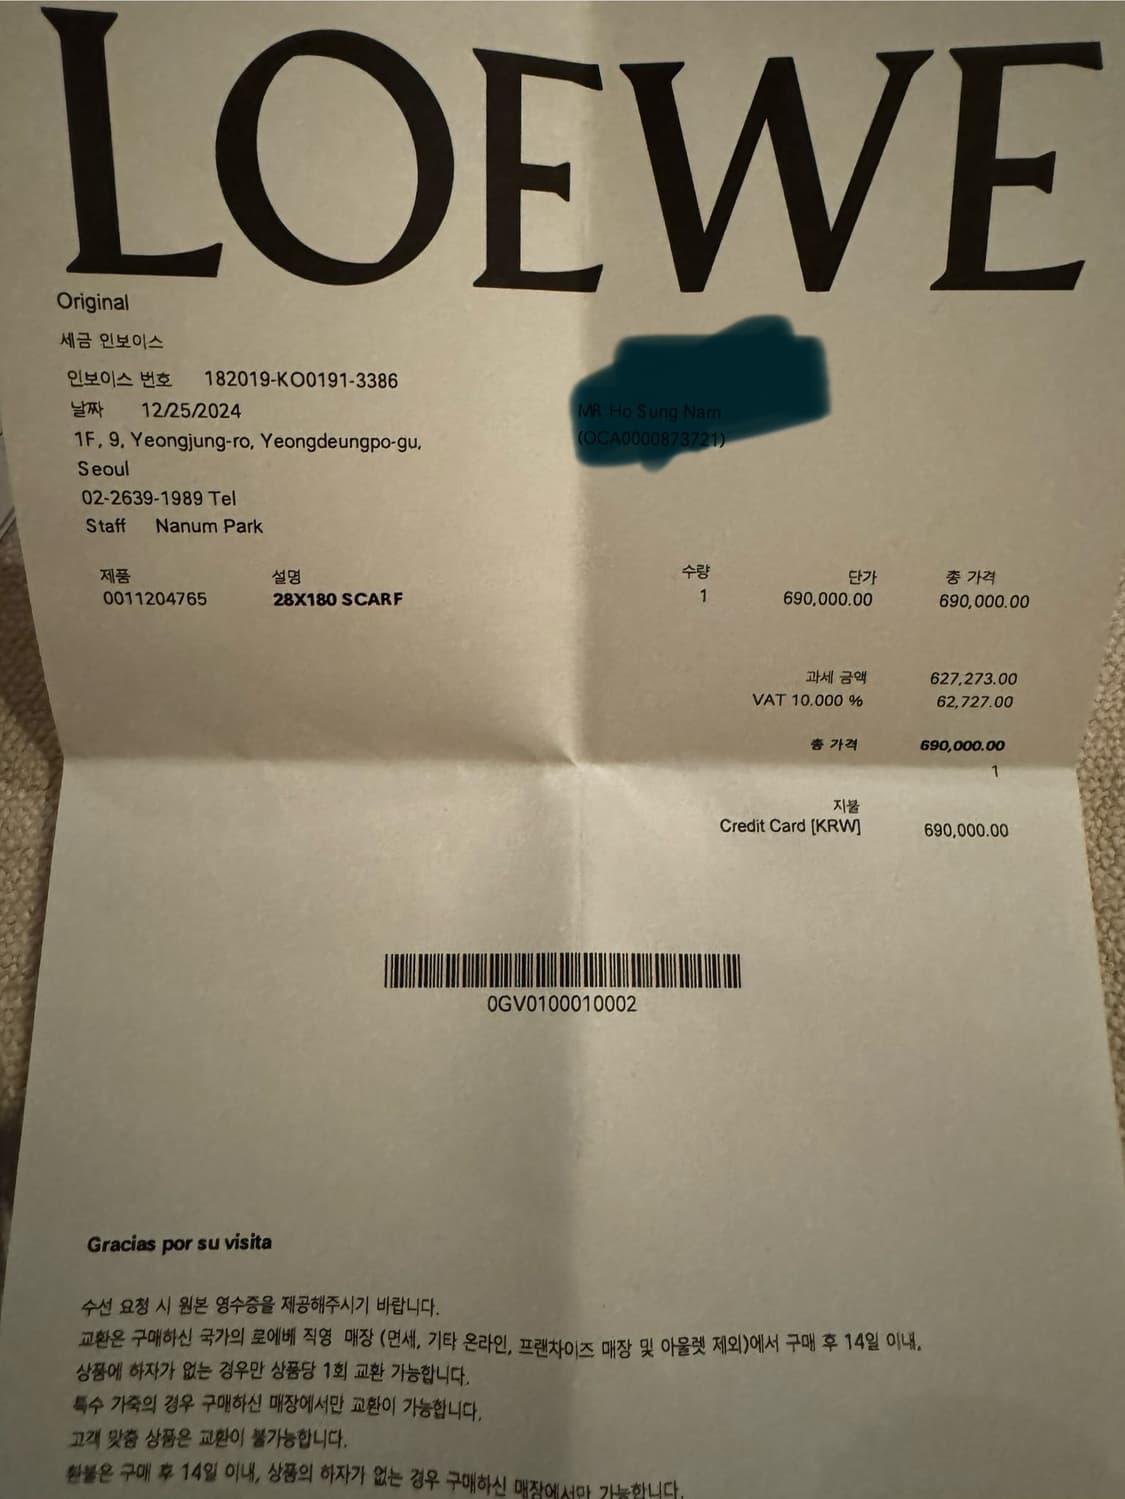 LOEWE
Original
세금 인보이스
인보이스 번호 182019-KO0191-3386
날짜 12/25/2024
1F, 9, Yeongjung-ro, Yeongdeungpo-gu,
Seoul
02-2639-1989 Tel
Staff Nanum Park
MR Ho Sung Nam
(OCA0000873721)
제품 설명 수량 단가 총 가격
0011204765 28X180 SCARF 1 690,000.00 690,000.00
과세 금액 627,273.00
VAT 10.000 % 62,727.00
총 가격 690,000.00
1
지불
Credit Card [KRW] 690,000.00
0GV0100010002
Gracias por su visita
수선 요청 시 원본 영수증을 제공해주시기 바랍니다.
교환은 구매하신 국가의 로에베 직영 매장 (면세, 기타 온라인, 프랜차이즈 매장 및 아울렛 제외)에서 구매 후 14일 이내,
상품에 하자가 없는 경우만 상품당 1회 교환 가능합니다.
특수 가죽의 경우 구매하신 매장에서만 교환이 가능합니다.
고객 맞춤 상품은 교환이 불가능합니다.
환불은 구매 후 14일 이내, 상품의 하자가 없는 경우 구매하신 매장에서만 가능합니다.